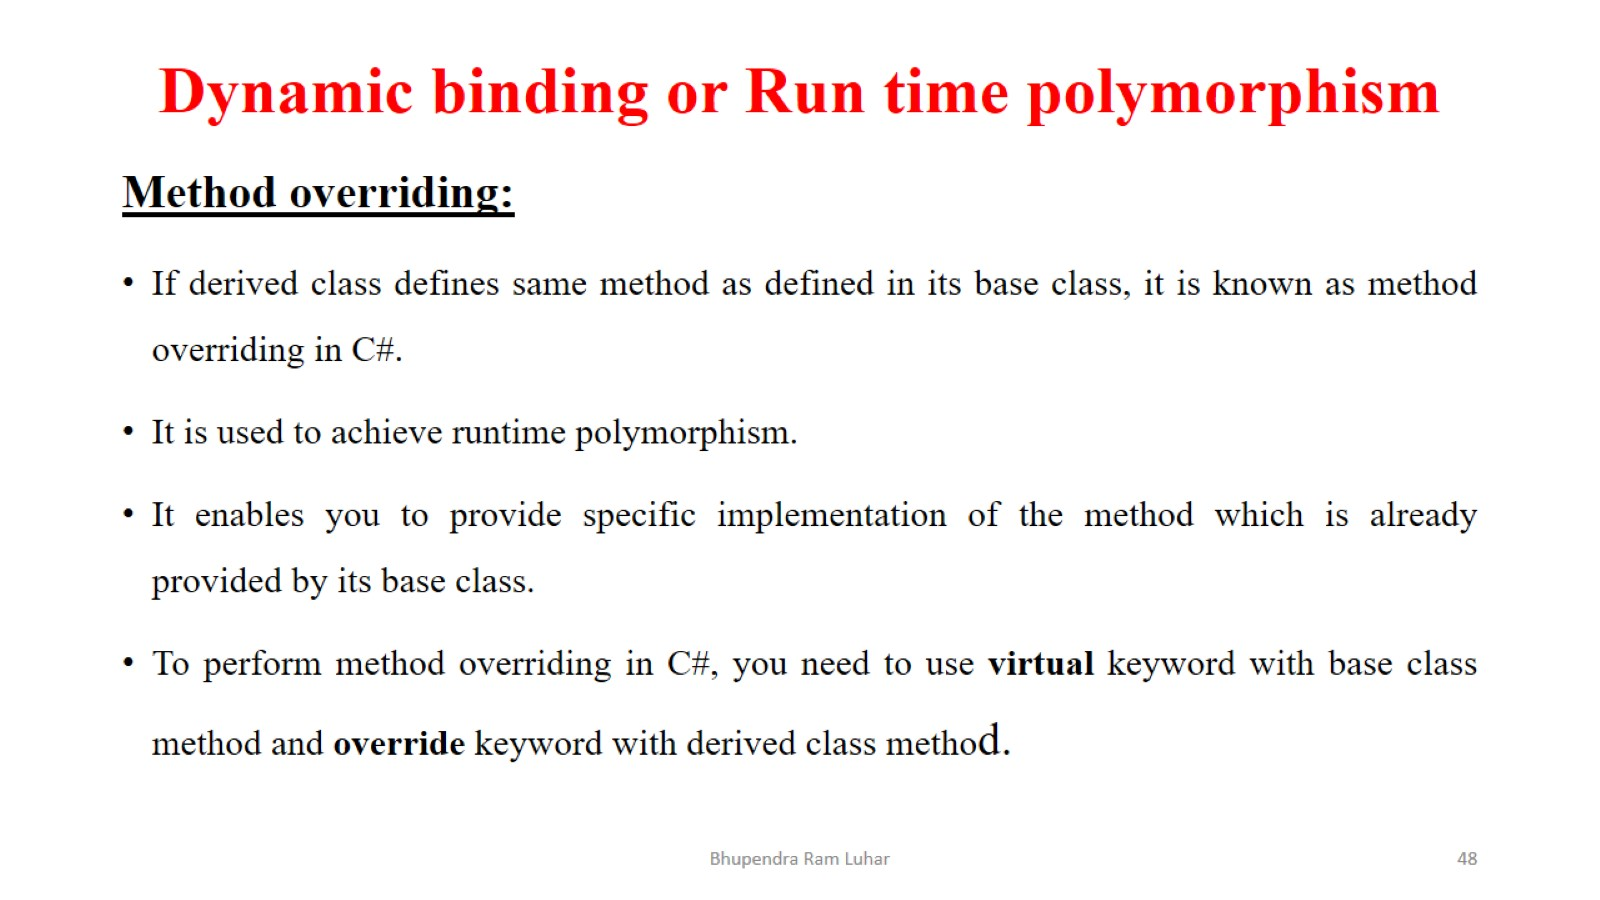 Dynamic binding or Run time polymorphism
Method overriding:
• If derived class defines same method as defined in its base class, it is known as method
overriding in C#.
• It is used to achieve runtime polymorphism.
• It enables you to provide specific implementation of the method which is already
provided by its base class.
• To perform method overriding in C#, you need to use virtual keyword with base class
method and override keyword with derived class method.
Bhupendra Ram Luhar
48